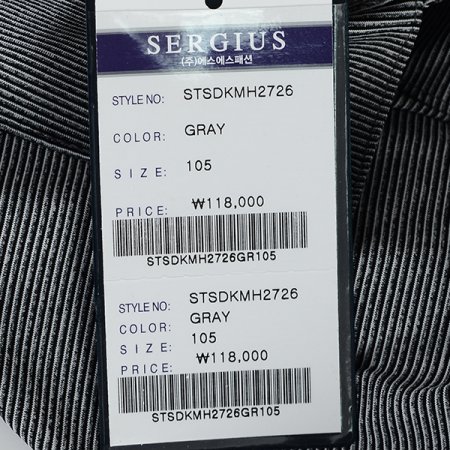 SERGIUS
(주)에스에스패션
STYLE NO: STSDKMH2726
COLOR: GRAY
SIZE: 105
PRICE: ₩118,000
STSDKMH2726GR105
STYLE NO: STSDKMH2726
COLOR: GRAY
SIZE: 105
PRICE: ₩118,000
STSDKMH2726GR105